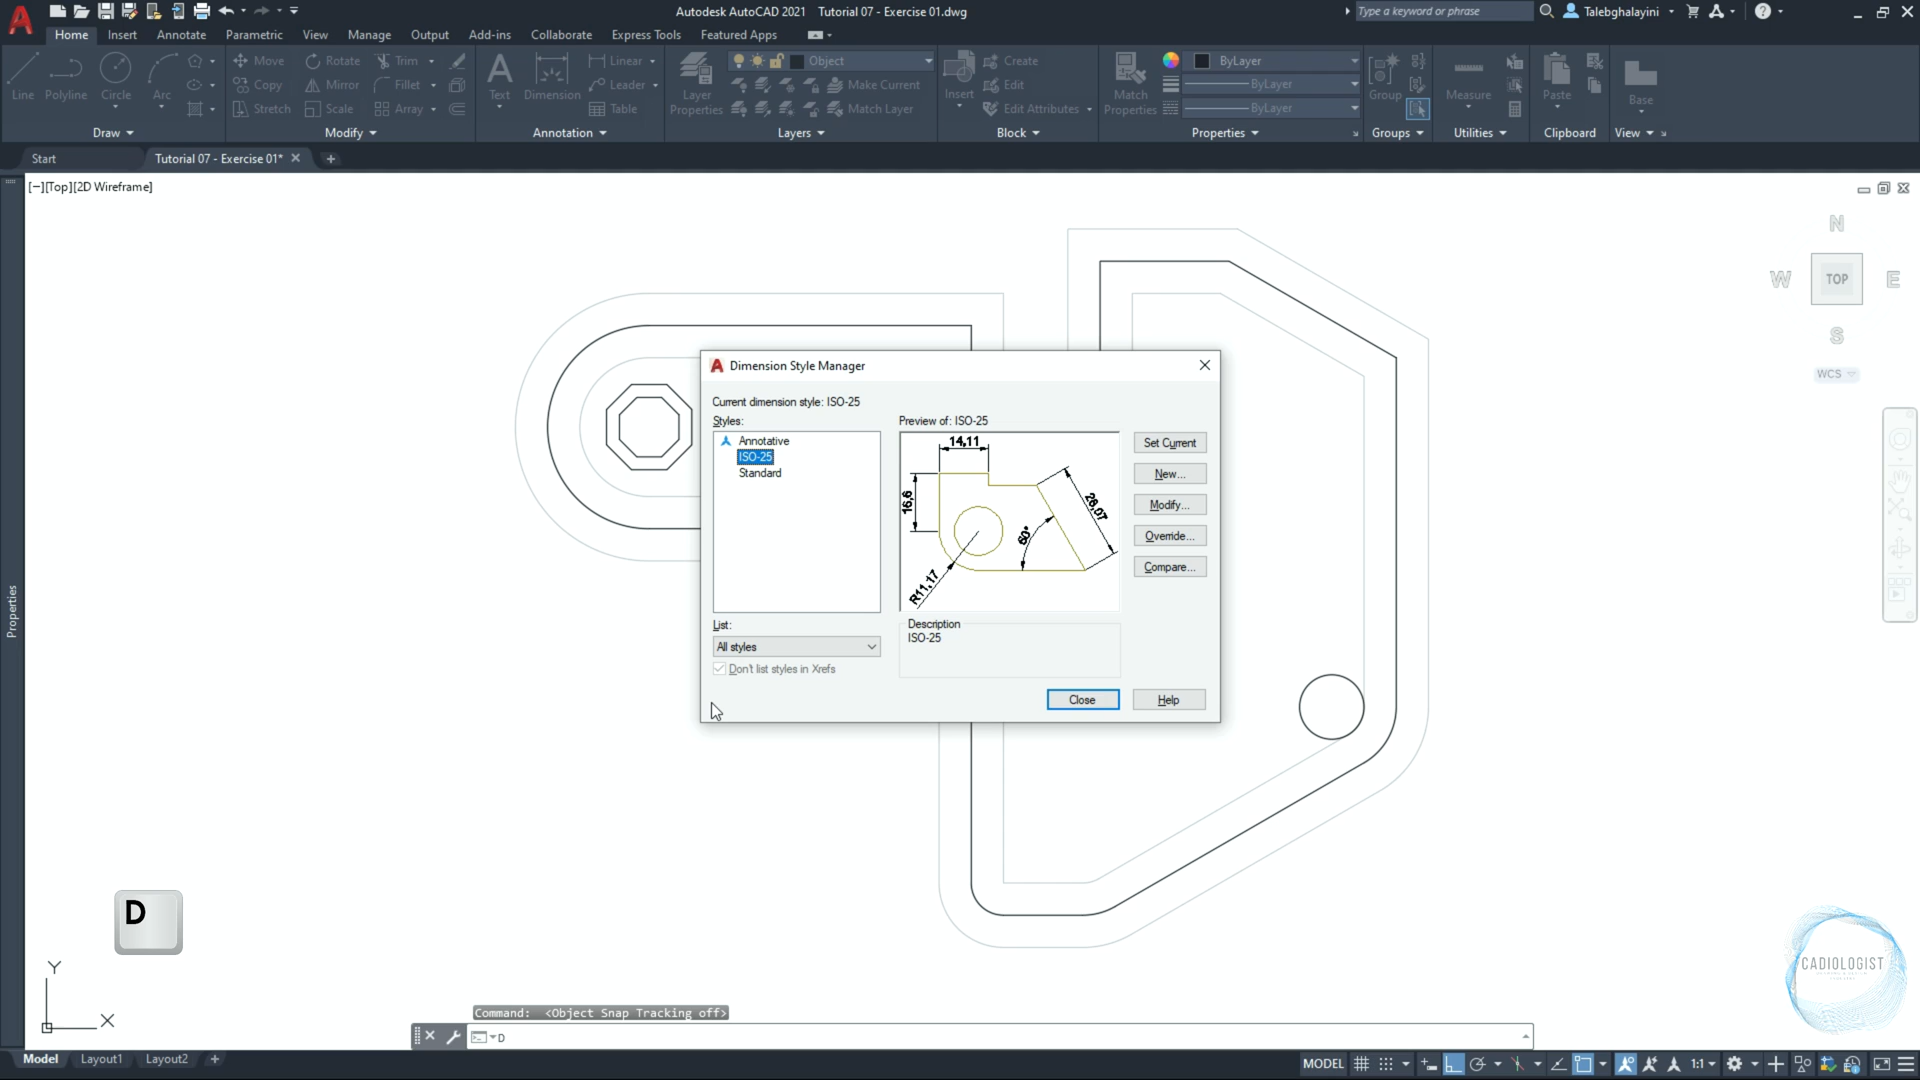 Autodesk AutoCAD 2021 Tutorial 07 - Exercise 01.dwg
Type a keyword or phrase
Talebghalayini
Home Insert Annotate Parametric View Manage Output Add-ins Collaborate Express Tools Featured Apps
Line Polyline Circle Arc
Move Rotate Trim
Copy Mirror Fillet
Stretch Scale Array
Text Dimension
Linear
Leader
Table
Layer Properties
Object
Make Current
Match Layer
Insert
Create
Edit
Edit Attributes
Match Properties
ByLayer
ByLayer
ByLayer
Group
Measure
Paste
Base
Draw Modify Annotation Layers Block Properties Groups Utilities Clipboard View
Start Tutorial 07 - Exercise 01*
[−][Top][2D Wireframe]
N
W TOP E
S
WCS
Properties
Dimension Style Manager
Current dimension style: ISO-25
Styles:
Annotative
ISO-25
Standard
List:
All styles
Don't list styles in Xrefs
Preview of: ISO-25
14,11
16,6
28,07
60°
R11,17
Description
ISO-25
Set Current
New...
Modify...
Override...
Compare...
Close Help
D
Y
X
CADIOLOGIST
Command: <Object Snap Tracking off>
D
Model Layout1 Layout2
MODEL 1:1